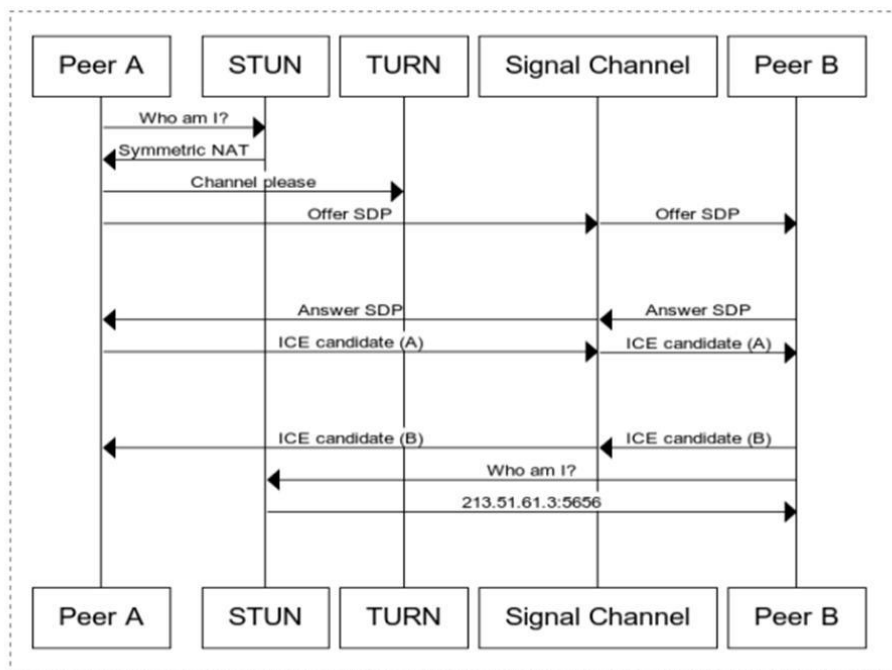 Peer A STUN TURN Signal Channel Peer B
Who am I?
Symmetric NAT
Channel please
Offer SDP Offer SDP
Answer SDP Answer SDP
ICE candidate (A) ICE candidate (A)
ICE candidate (B) ICE candidate (B)
Who am I?
213.51.61.3:5656
Peer A STUN TURN Signal Channel Peer B